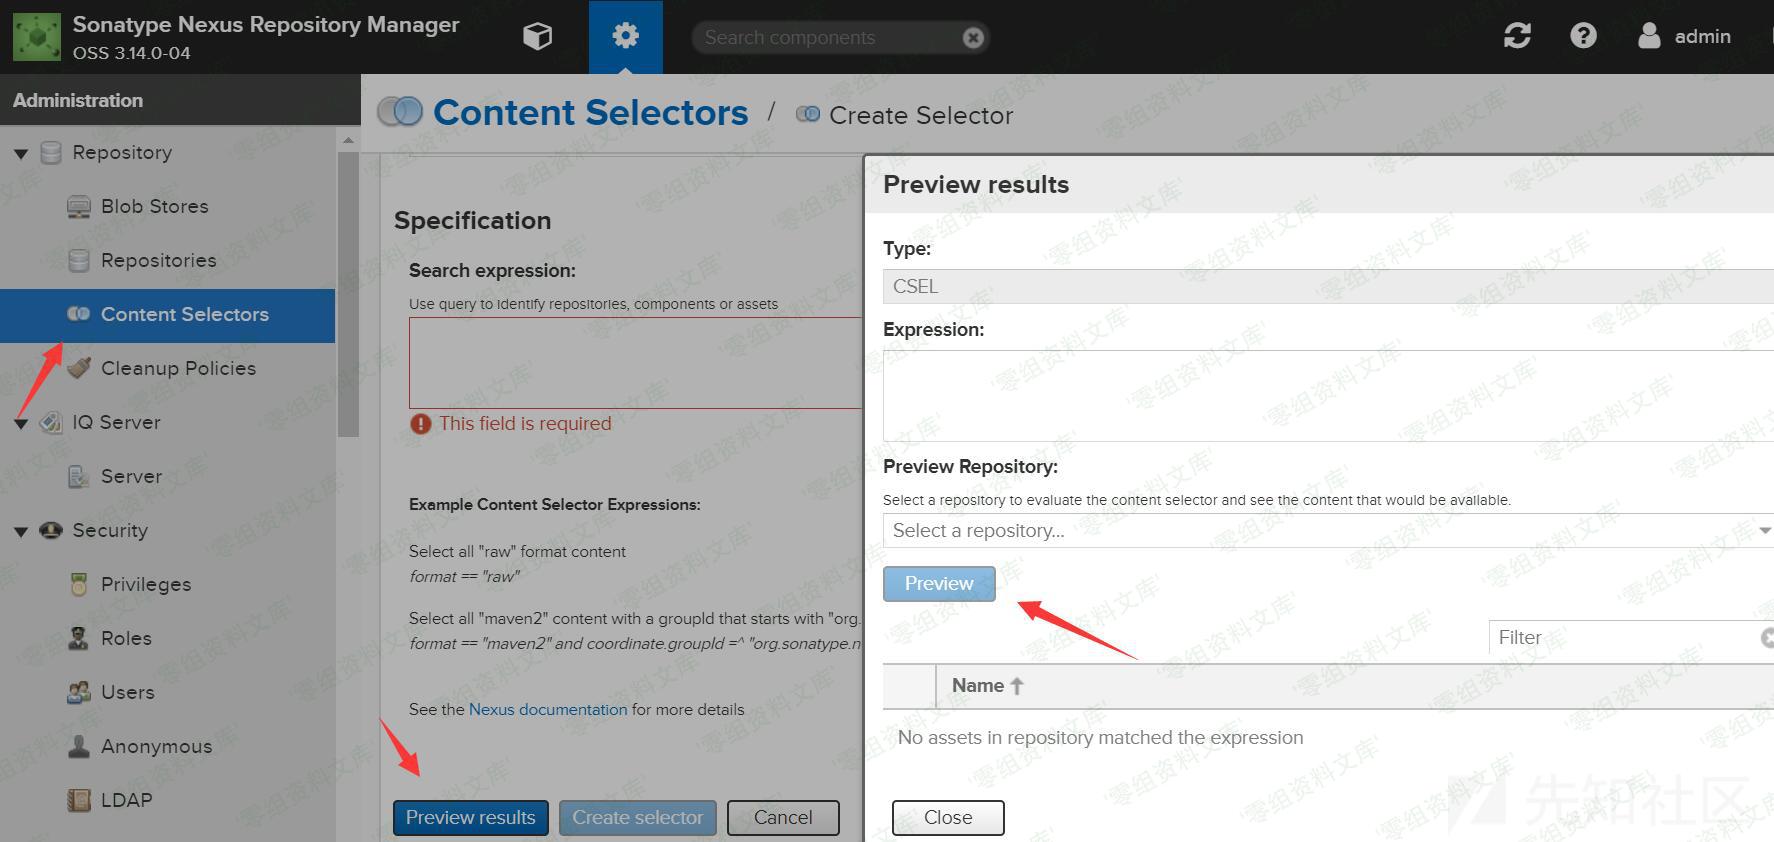 Sonatype Nexus Repository Manager
OSS 3.14.0-04
Search components
admin
Administration
Repository
Blob Stores
Repositories
Content Selectors
Cleanup Policies
IQ Server
Server
Security
Privileges
Roles
Users
Anonymous
LDAP
Content Selectors / Create Selector
Specification
Search expression:
Use query to identify repositories, components or assets
This field is required
Example Content Selector Expressions:
Select all "raw" format content
format == "raw"
Select all "maven2" content with a groupId that starts with "org.
format == "maven2" and coordinate.groupId =^ "org.sonatype.n
See the Nexus documentation for more details
Preview results
Create selector
Cancel
Preview results
Type:
CSEL
Expression:
Preview Repository:
Select a repository to evaluate the content selector and see the content that would be available.
Select a repository...
Preview
Filter
Name
No assets in repository matched the expression
Close
先知社区
'零组资料文库'